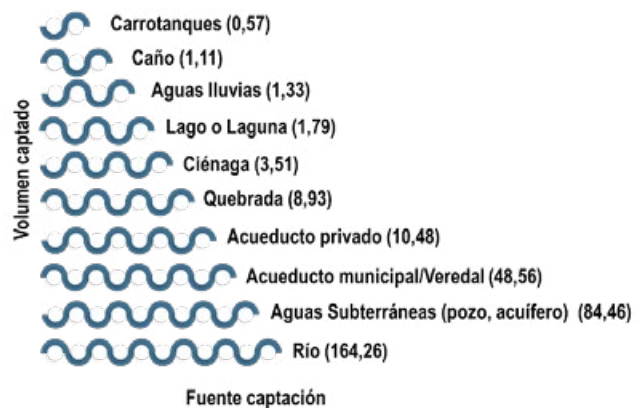 Carrotanques (0,57)
Caño (1,11)
Aguas lluvias (1,33)
Lago o Laguna (1,79)
Ciénaga (3,51)
Quebrada (8,93)
Acueducto privado (10,48)
Acueducto municipal/Veredal (48,56)
Aguas Subterráneas (pozo, acuífero) (84,46)
Río (164,26)
Volumen captado
Fuente captación